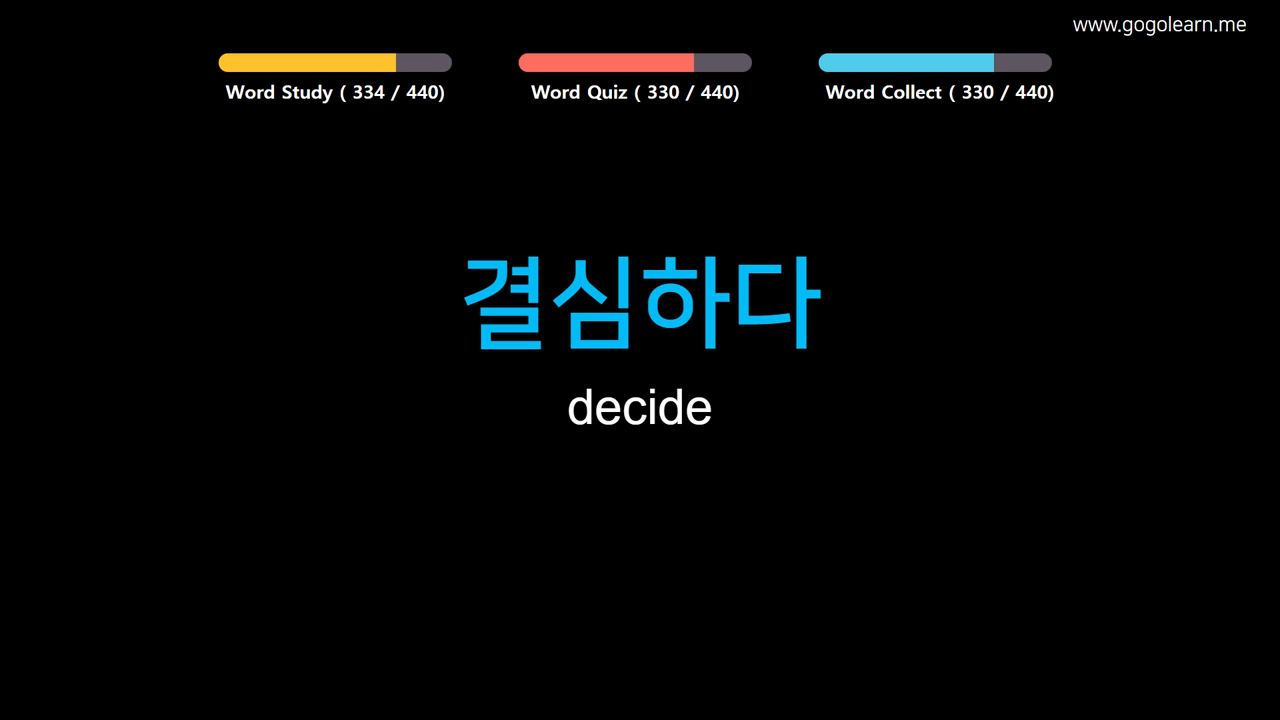 www.gogolearn.me
Word Study ( 334 / 440)
Word Quiz ( 330 / 440)
Word Collect ( 330 / 440)
결심하다
decide